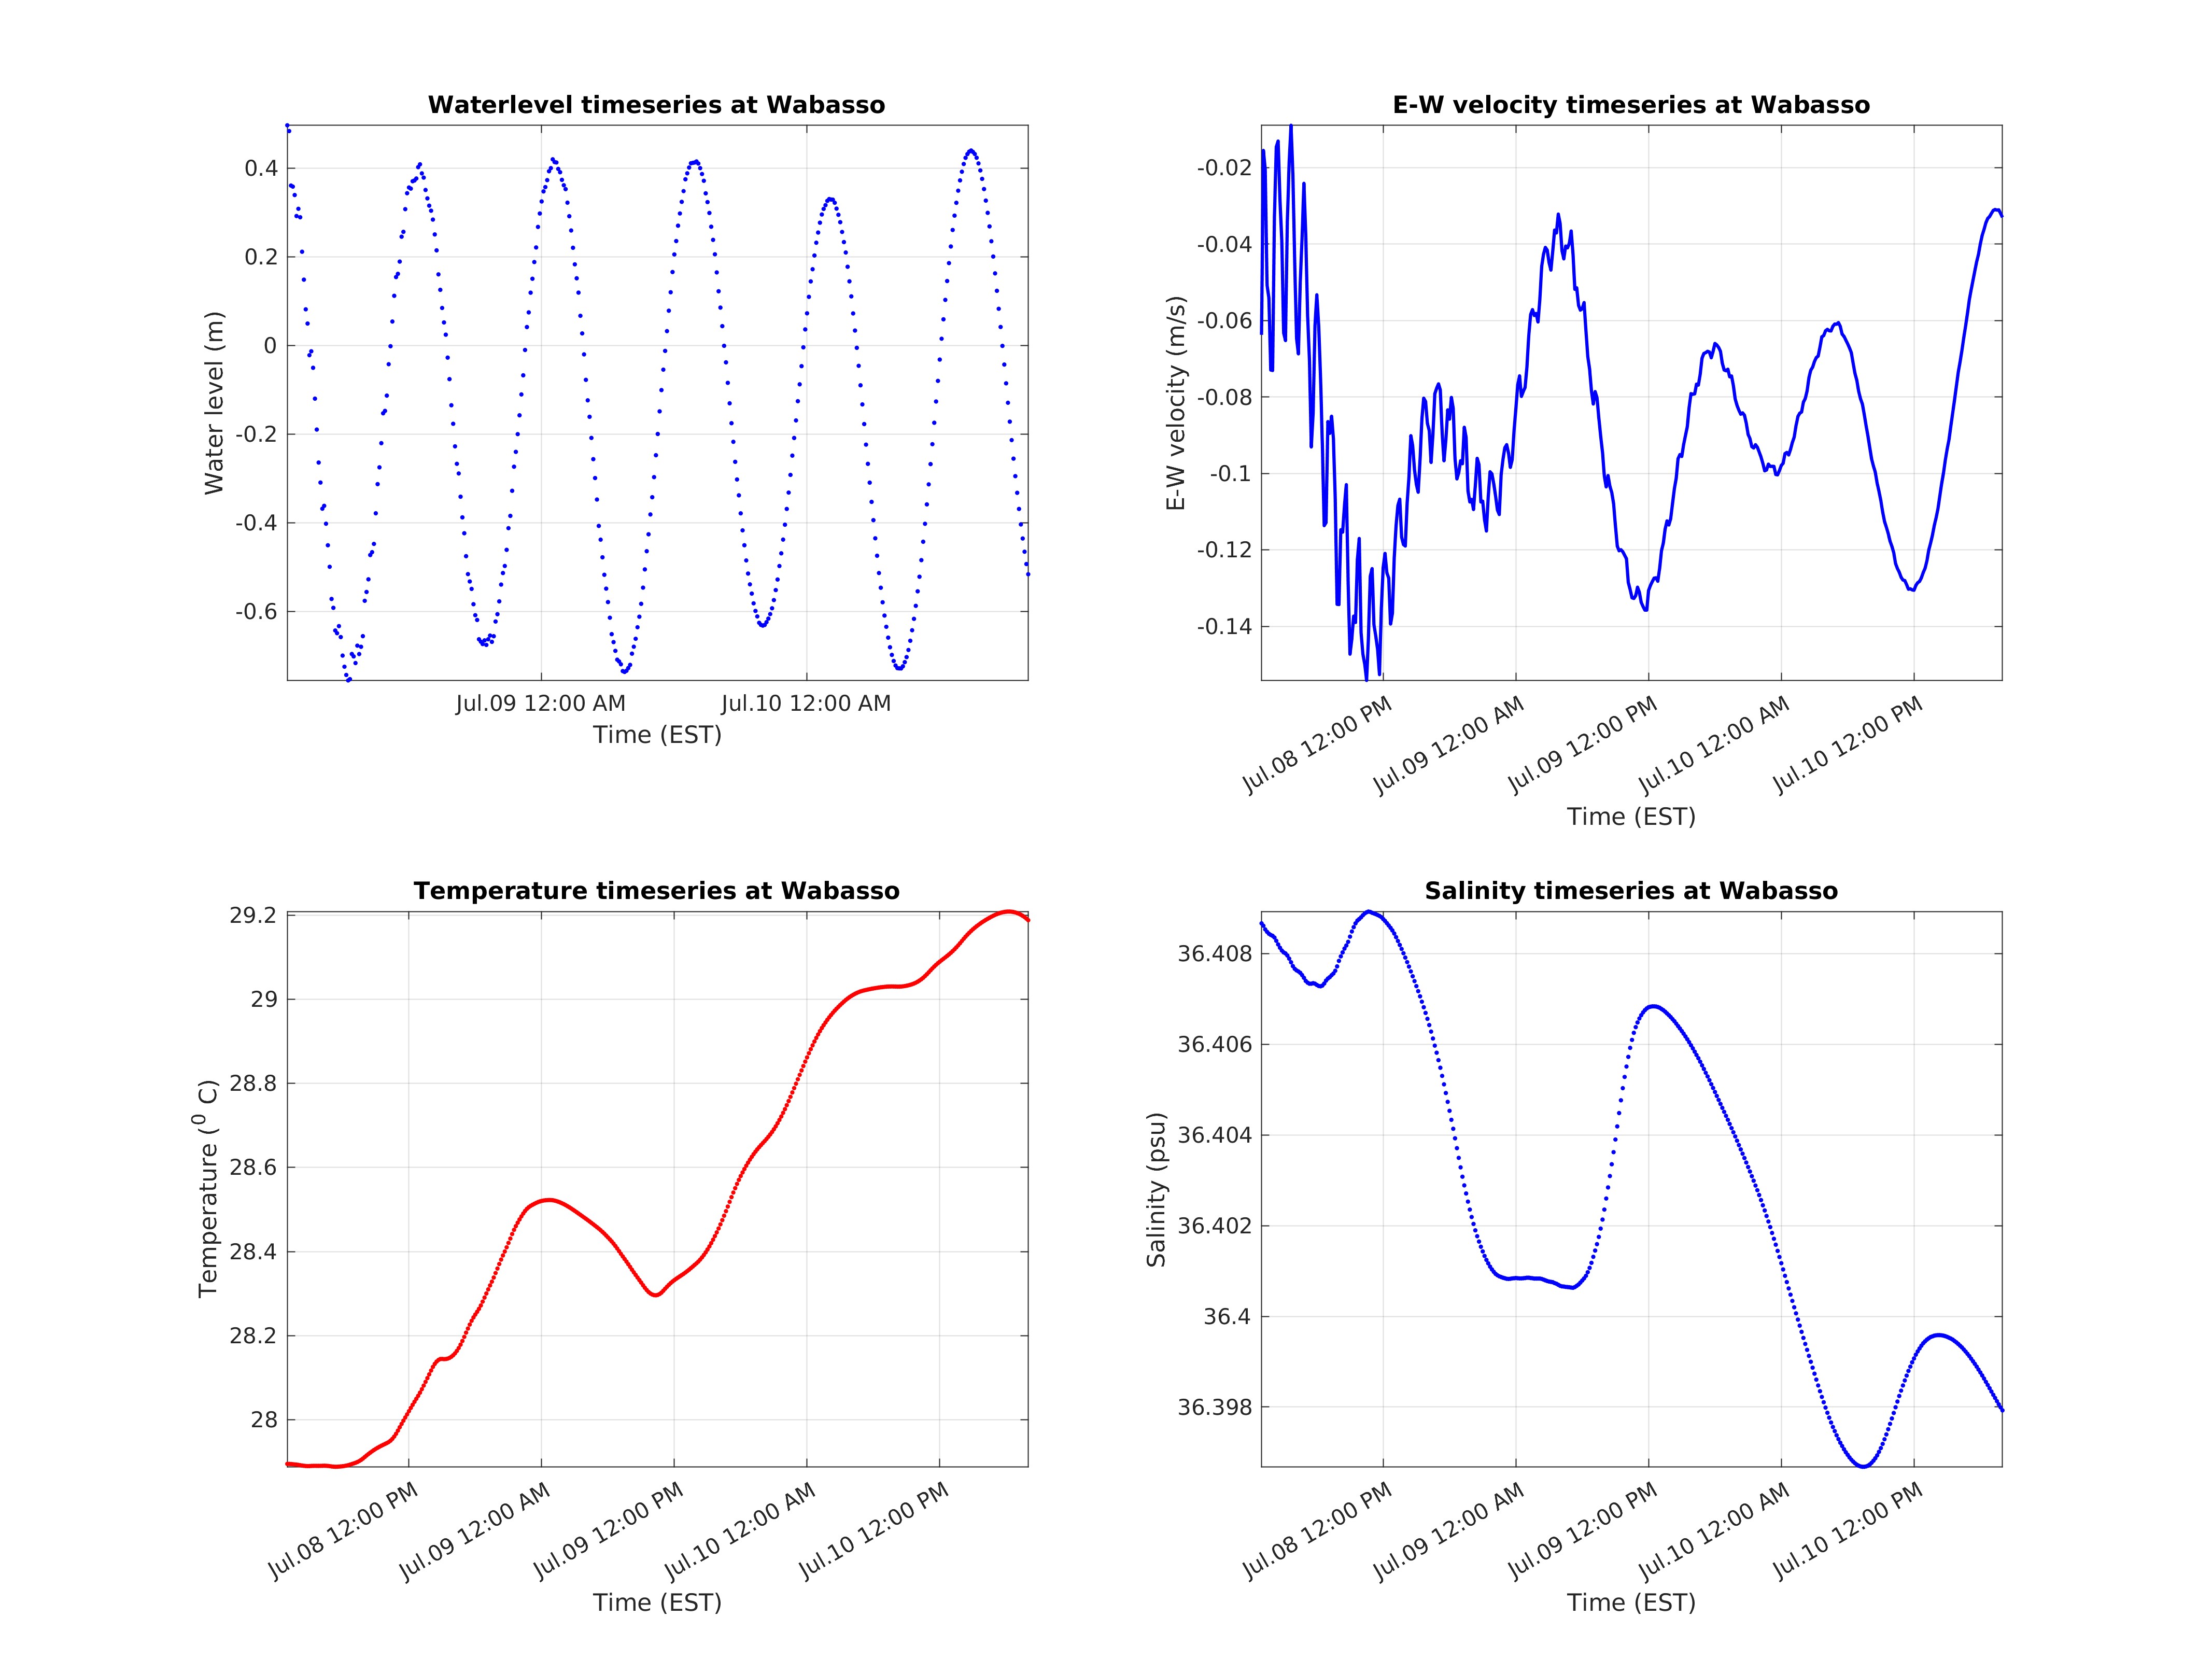 Waterlevel timeseries at Wabasso
0.4
0.2
0
-0.2
-0.4
-0.6
Water level (m)
Jul.09 12:00 AM
Jul.10 12:00 AM
Time (EST)
E-W velocity timeseries at Wabasso
-0.02
-0.04
-0.06
-0.08
-0.1
-0.12
-0.14
E-W velocity (m/s)
Jul.08 12:00 PM
Jul.09 12:00 AM
Jul.09 12:00 PM
Jul.10 12:00 AM
Jul.10 12:00 PM
Time (EST)
Temperature timeseries at Wabasso
29.2
29
28.8
28.6
28.4
28.2
28
Temperature (⁰ C)
Jul.08 12:00 PM
Jul.09 12:00 AM
Jul.09 12:00 PM
Jul.10 12:00 AM
Jul.10 12:00 PM
Time (EST)
Salinity timeseries at Wabasso
36.408
36.406
36.404
36.402
36.4
36.398
Salinity (psu)
Jul.08 12:00 PM
Jul.09 12:00 AM
Jul.09 12:00 PM
Jul.10 12:00 AM
Jul.10 12:00 PM
Time (EST)